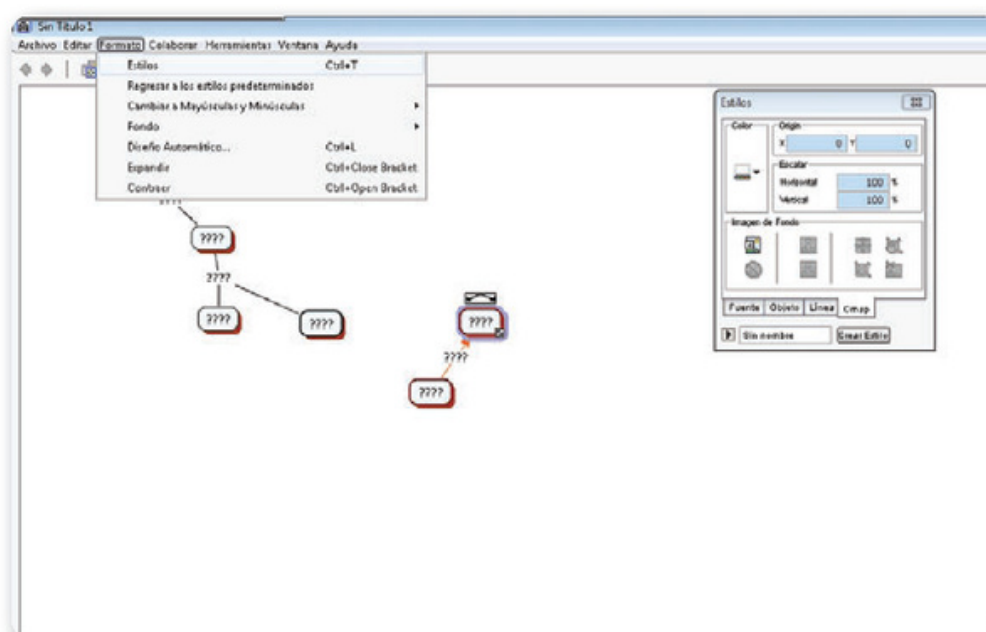 Sin Título 1
Archivo Editar Formato Colaborar Herramientas Ventana Ayuda
Estilos Ctrl+T
Regresar a los estilos predeterminados
Cambiar a Mayúsculas y Minúsculas
Fondo
Diseño Automático... Ctrl+L
Expandir Ctrl+Close Bracket
Contraer Ctrl+Open Bracket
????
????
????
????
????
????
????
????
Estilos
Color
Origin
X 0 Y 0
Escalar
Horizontal 100 %
Vertical 100 %
Imagen de Fondo
Fuente Objeto Línea Cmap
Sin nombre Crear Estilo